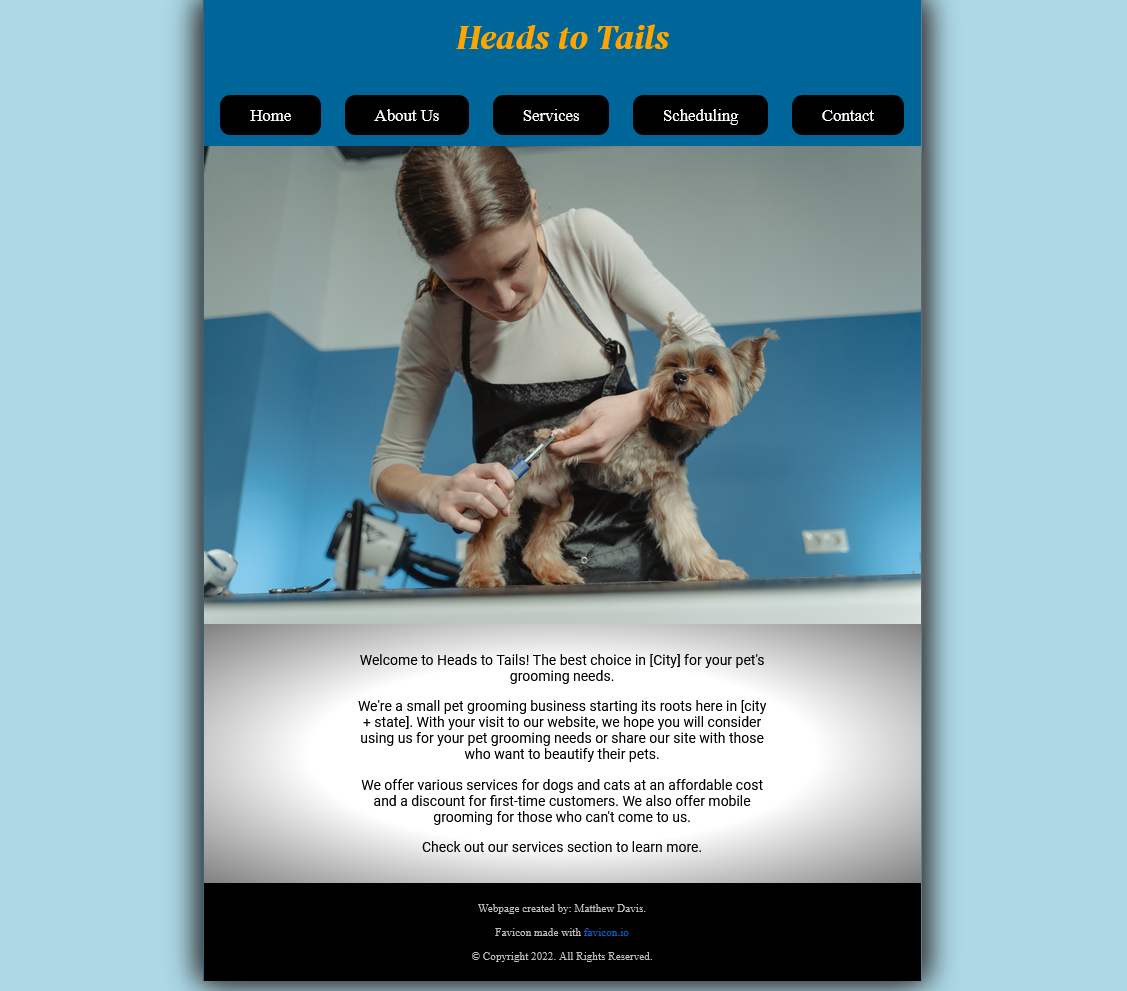 Heads to Tails
Home
About Us
Services
Scheduling
Contact
Welcome to Heads to Tails! The best choice in [City] for your pet's
grooming needs.
We're a small pet grooming business starting its roots here in [city
+ state]. With your visit to our website, we hope you will consider
using us for your pet grooming needs or share our site with those
who want to beautify their pets.
We offer various services for dogs and cats at an affordable cost
and a discount for first-time customers. We also offer mobile
grooming for those who can't come to us.
Check out our services section to learn more.
Webpage created by: Matthew Davis.
Favicon made with favicon.io
© Copyright 2022. All Rights Reserved.